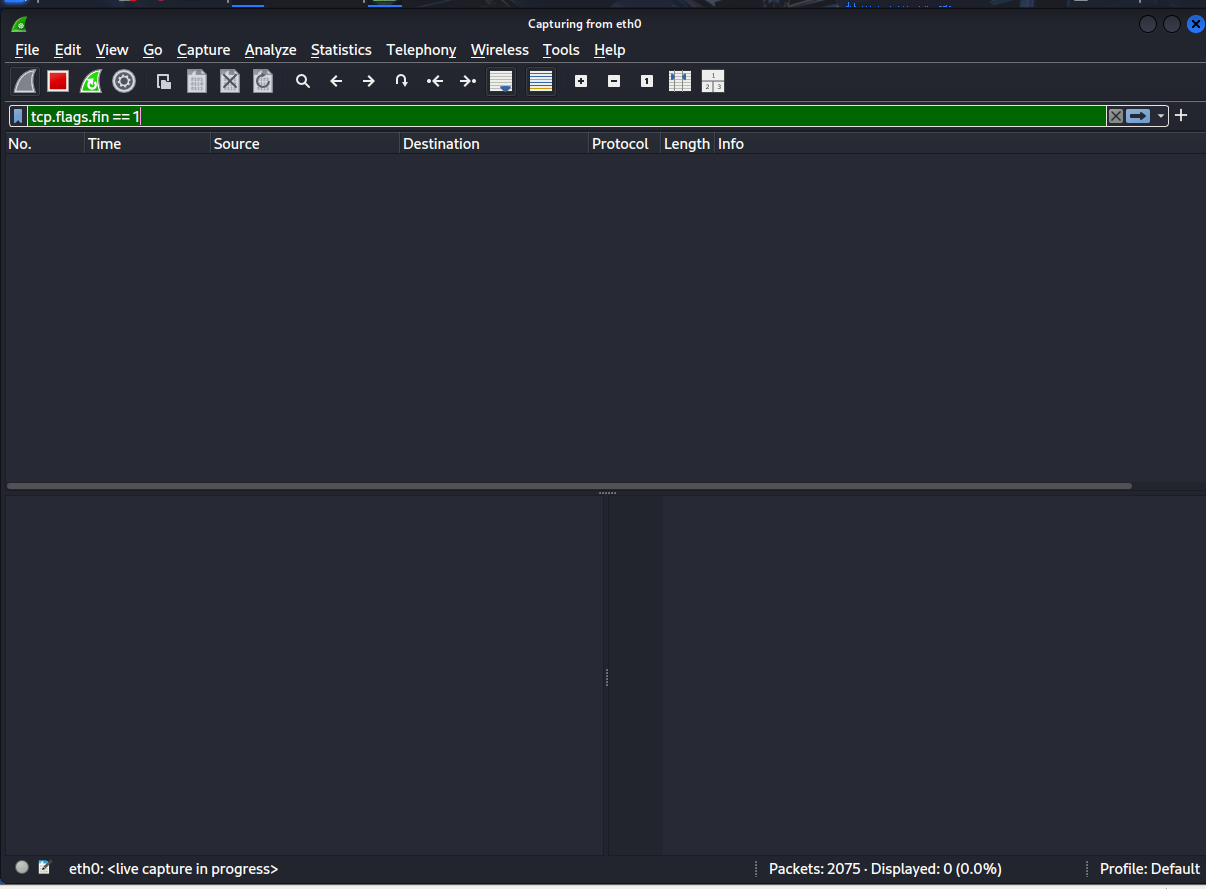 Capturing from eth0
File Edit View Go Capture Analyze Statistics Telephony Wireless Tools Help
tcp.flags.fin == 1
No. Time Source Destination Protocol Length Info
eth0: <live capture in progress> Packets: 2075 · Displayed: 0 (0.0%) Profile: Default